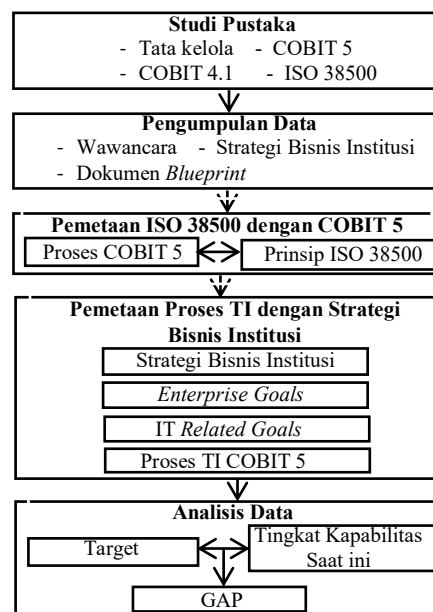 Studi Pustaka
- Tata kelola - COBIT 5
- COBIT 4.1 - ISO 38500
Pengumpulan Data
- Wawancara - Strategi Bisnis Institusi
- Dokumen Blueprint
Pemetaan ISO 38500 dengan COBIT 5
Proses COBIT 5 Prinsip ISO 38500
Pemetaan Proses TI dengan Strategi
Bisnis Institusi
Strategi Bisnis Institusi
Enterprise Goals
IT Related Goals
Proses TI COBIT 5
Analisis Data
Target
Tingkat Kapabilitas
Saat ini
GAP